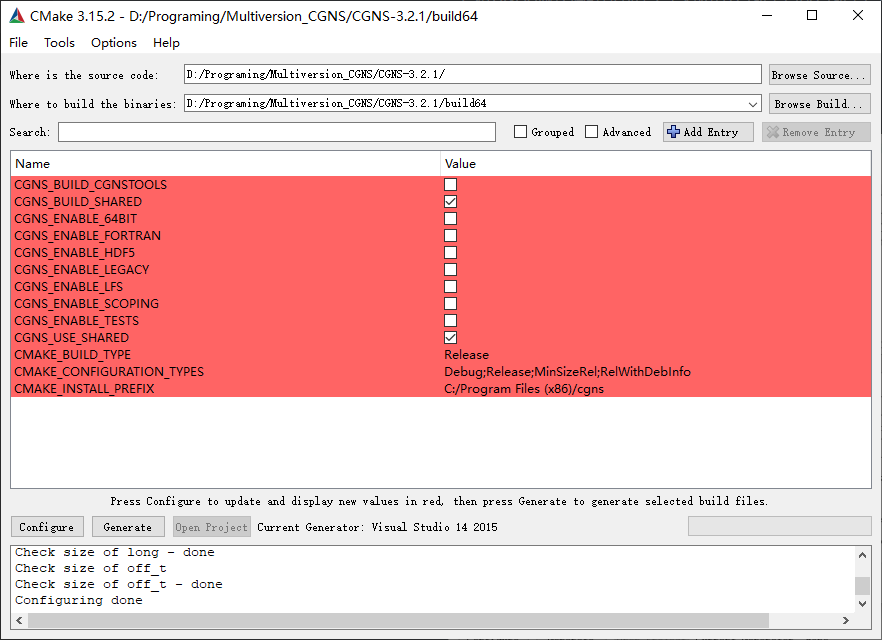 CMake 3.15.2 - D:/Programing/Multiversion_CGNS/CGNS-3.2.1/build64
File Tools Options Help
Where is the source code: D:/Programing/Multiversion_CGNS/CGNS-3.2.1/ Browse Source...
Where to build the binaries: D:/Programing/Multiversion_CGNS/CGNS-3.2.1/build64 Browse Build...
Search: Grouped Advanced Add Entry Remove Entry
Name Value
CGNS_BUILD_CGNSTOOLS
CGNS_BUILD_SHARED
CGNS_ENABLE_64BIT
CGNS_ENABLE_FORTRAN
CGNS_ENABLE_HDF5
CGNS_ENABLE_LEGACY
CGNS_ENABLE_LFS
CGNS_ENABLE_SCOPING
CGNS_ENABLE_TESTS
CGNS_USE_SHARED
CMAKE_BUILD_TYPE Release
CMAKE_CONFIGURATION_TYPES Debug;Release;MinSizeRel;RelWithDebInfo
CMAKE_INSTALL_PREFIX C:/Program Files (x86)/cgns
Press Configure to update and display new values in red, then press Generate to generate selected build files.
Configure Generate Open Project Current Generator: Visual Studio 14 2015
Check size of long - done
Check size of off_t
Check size of off_t - done
Configuring done